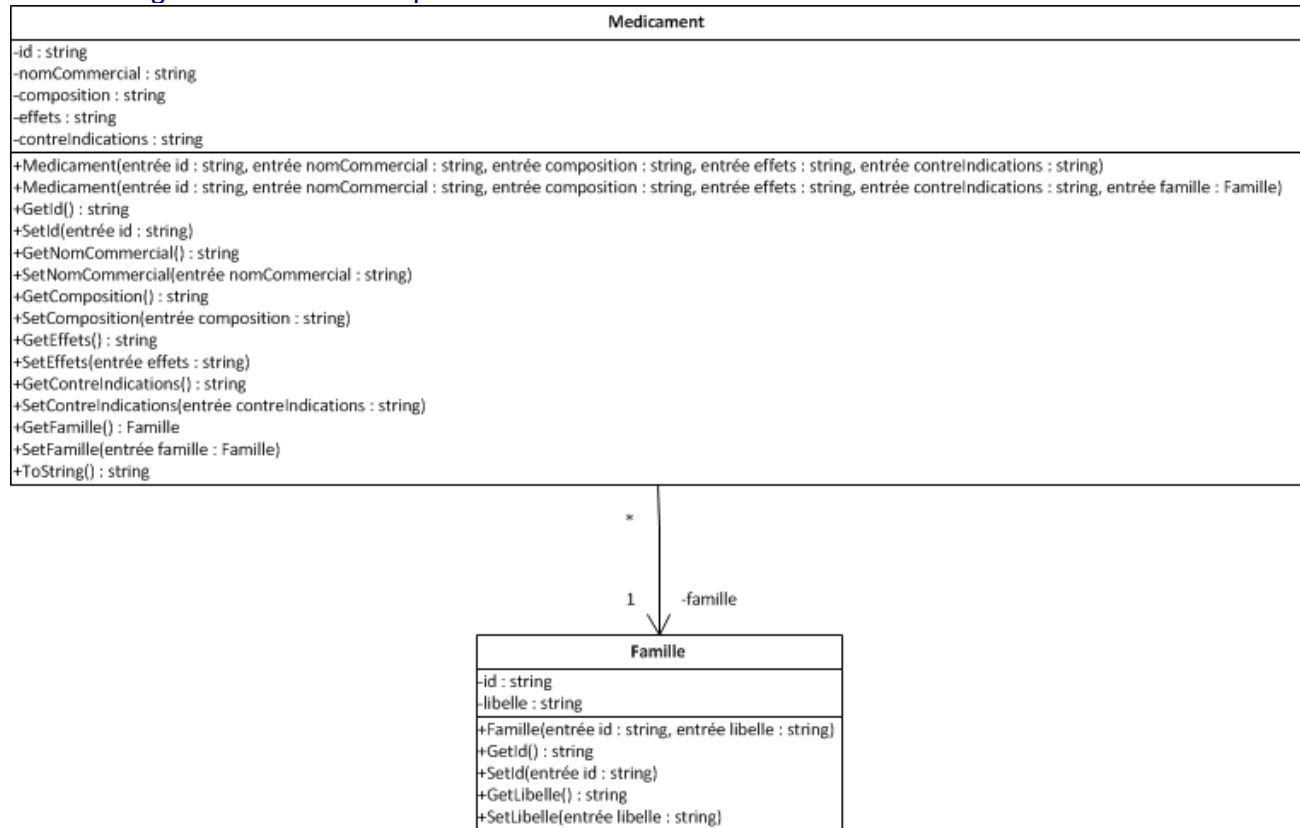 Medicament
-id : string
-nomCommercial : string
-composition : string
-effets : string
-contreIndications : string
+Medicament(entrée id : string, entrée nomCommercial : string, entrée composition : string, entrée effets : string, entrée contreIndications : string)
+Medicament(entrée id : string, entrée nomCommercial : string, entrée composition : string, entrée effets : string, entrée contreIndications : string, entrée famille : Famille)
+GetId() : string
+SetId(entrée id : string)
+GetNomCommercial() : string
+SetNomCommercial(entrée nomCommercial : string)
+GetComposition() : string
+SetComposition(entrée composition : string)
+GetEffets() : string
+SetEffets(entrée effets : string)
+GetContreIndications() : string
+SetContreIndications(entrée contreIndications : string)
+GetFamille() : Famille
+SetFamille(entrée famille : Famille)
+ToString() : string
*
1 -famille
Famille
-id : string
-libelle : string
+Famille(entrée id : string, entrée libelle : string)
+GetId() : string
+SetId(entrée id : string)
+GetLibelle() : string
+SetLibelle(entrée libelle : string)